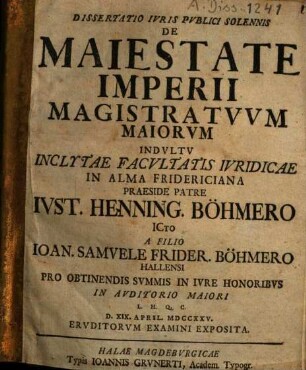 A. Diss. 1241
DISSERTATIO IVRIS PVBLICI SOLENNIS
DE
MAIESTATE
IMPERII
MAGISTRATVVM
MAIORVM
INDVLTV
INCLYTAE FACVLTATIS IVRIDICAE
IN ALMA FRIDERICIANA
PRAESIDE PATRE
IVST. HENNING. BÖHMERO
ICTO
A FILIO
IOAN. SAMVELE FRIDER. BÖHMERO
HALLENSI
PRO OBTINENDIS SVMMIS IN IVRE HONORIBVS
IN AVDITORIO MAIORI
L. H. Q. C.
D. XIX. APRIL. MDCCXXV.
ERVDITORVM EXAMINI EXPOSITA.
HALAE MAGDEBVRGICAE
Typis IOANNIS GRVNERTI, Academ. Typogr.